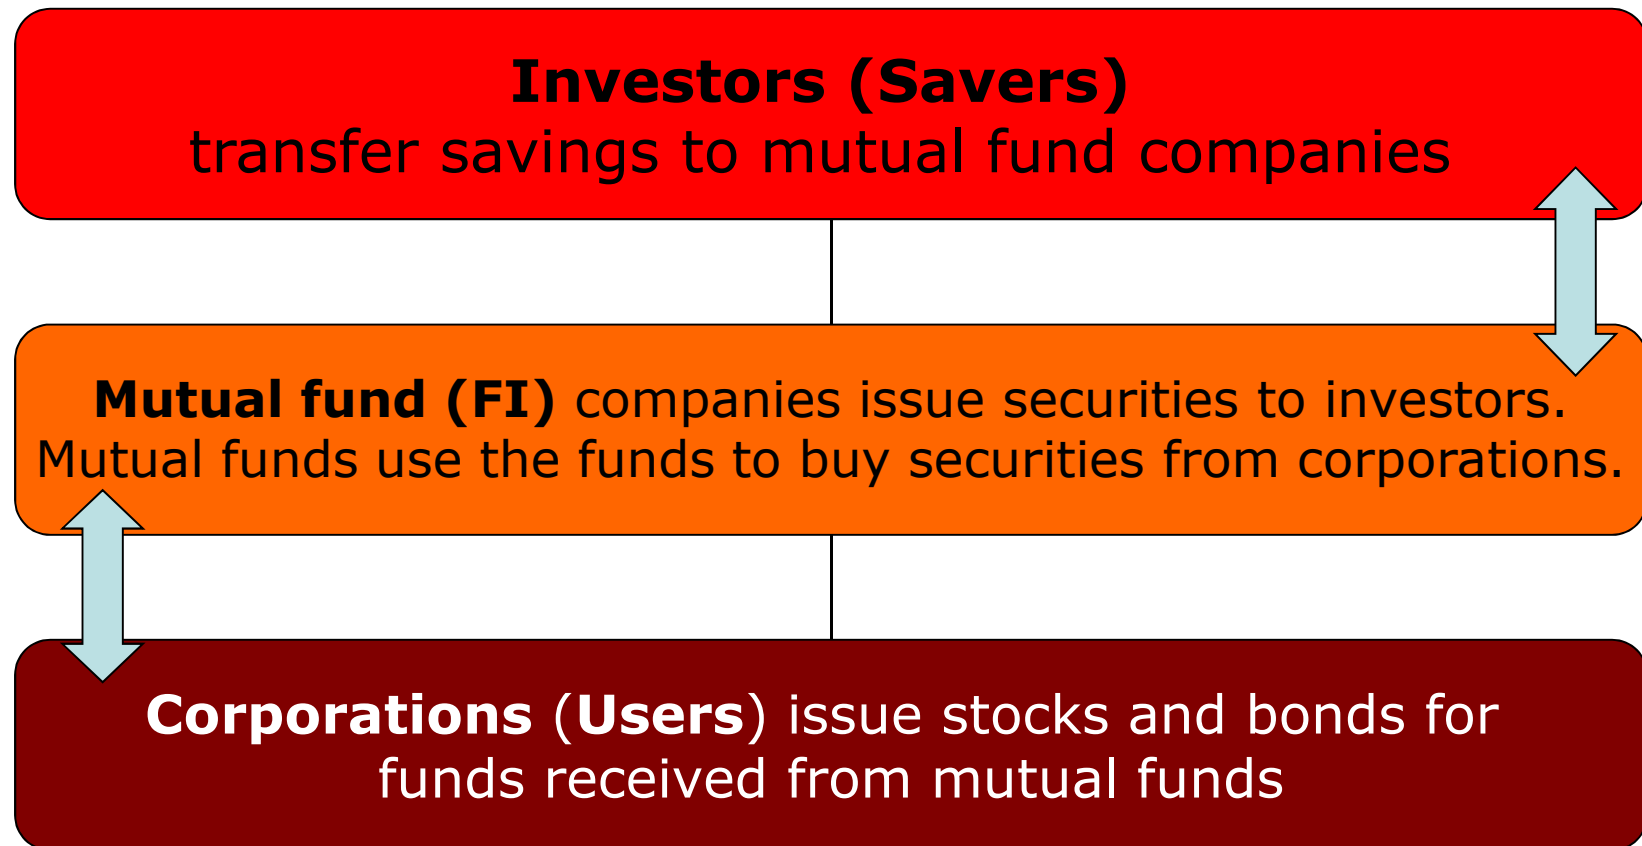 Investors (Savers)
transfer savings to mutual fund companies
Mutual fund (FI) companies issue securities to investors.
Mutual funds use the funds to buy securities from corporations.
Corporations (Users) issue stocks and bonds for
funds received from mutual funds